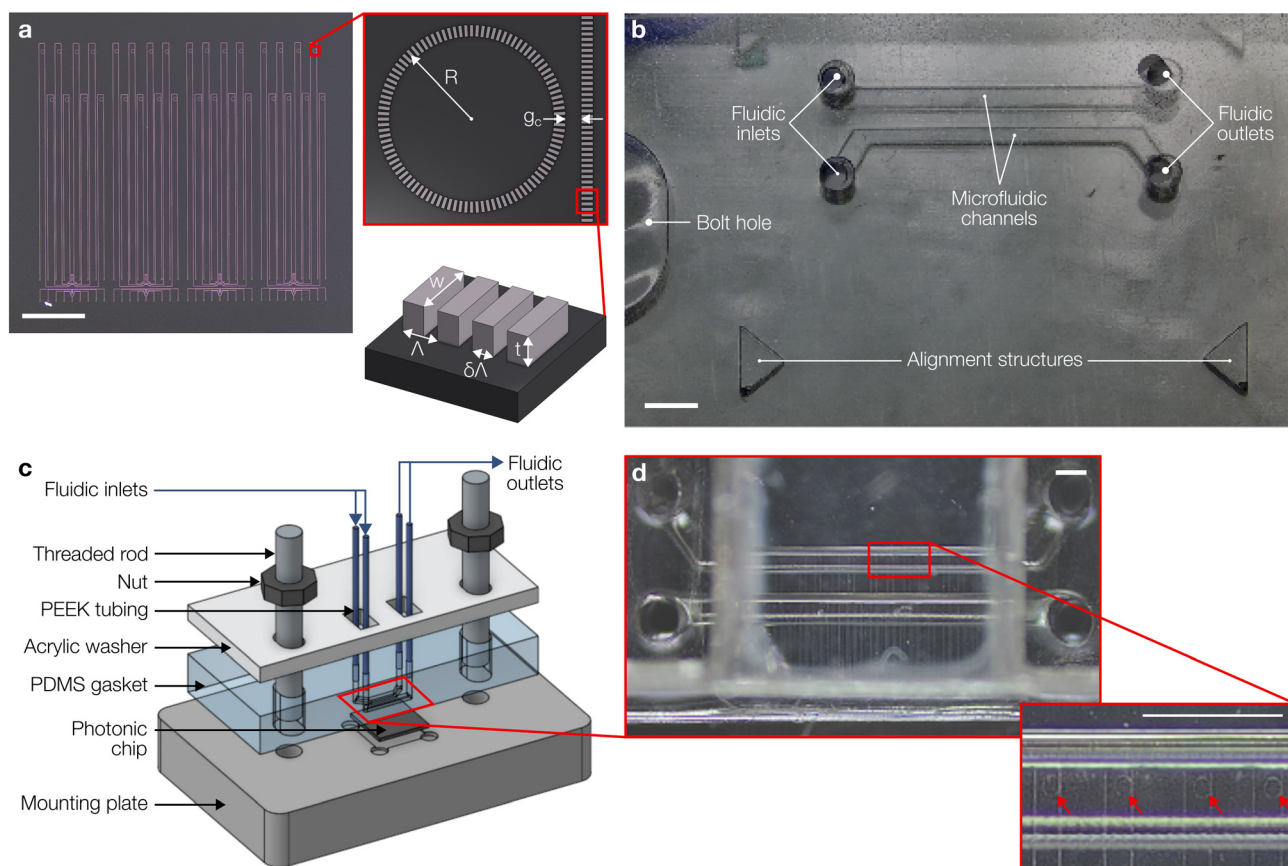 a
R
gc
w
Λ
δΛ
t
b
Fluidic
inlets
Fluidic
outlets
Microfluidic
channels
Bolt hole
Alignment structures
c
Fluidic inlets
Fluidic
outlets
Threaded rod
Nut
PEEK tubing
Acrylic washer
PDMS gasket
Photonic
chip
Mounting plate
d